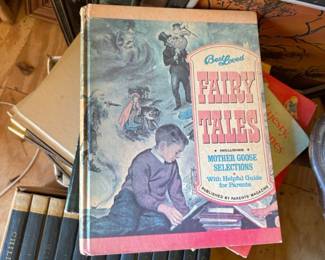 Best Loved
FAIRY
TALES
INCLUDING
MOTHER GOOSE
SELECTIONS
With Helpful Guide
for Parents
PUBLISHED BY PARENTS' MAGAZINE